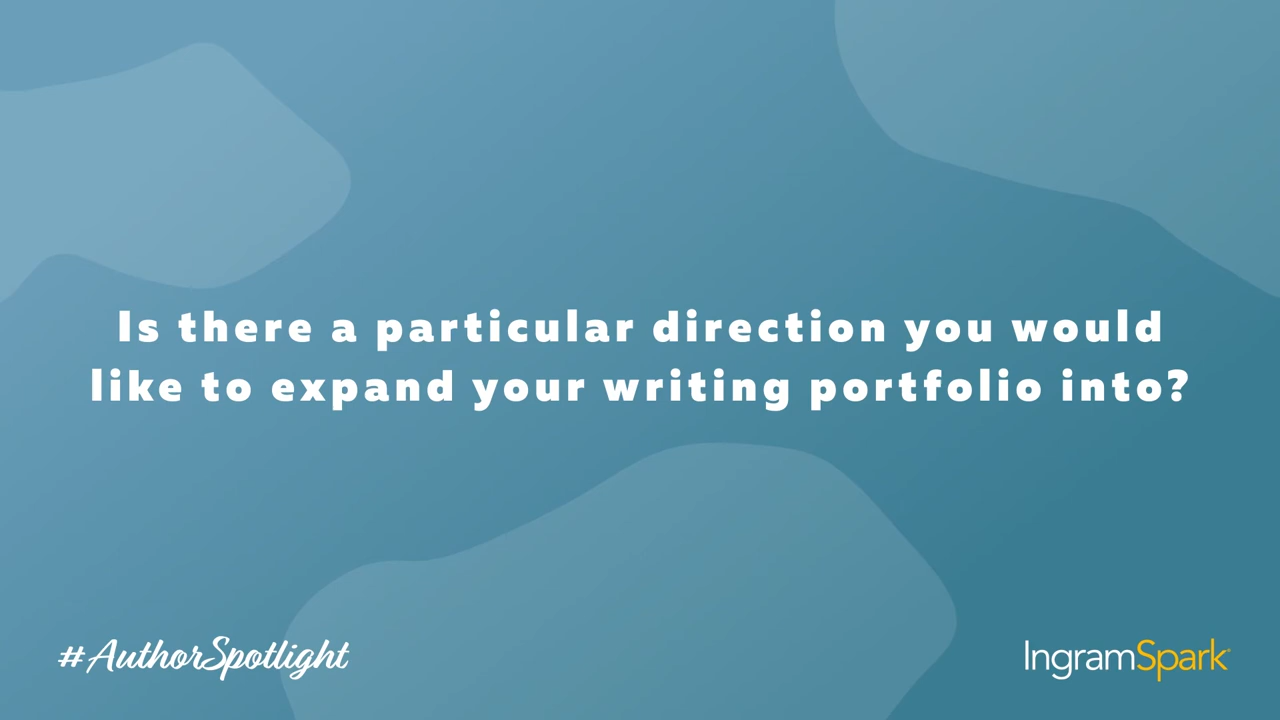 Is there a particular direction you would
like to expand your writing portfolio into?
#AuthorSpotlight
IngramSpark®